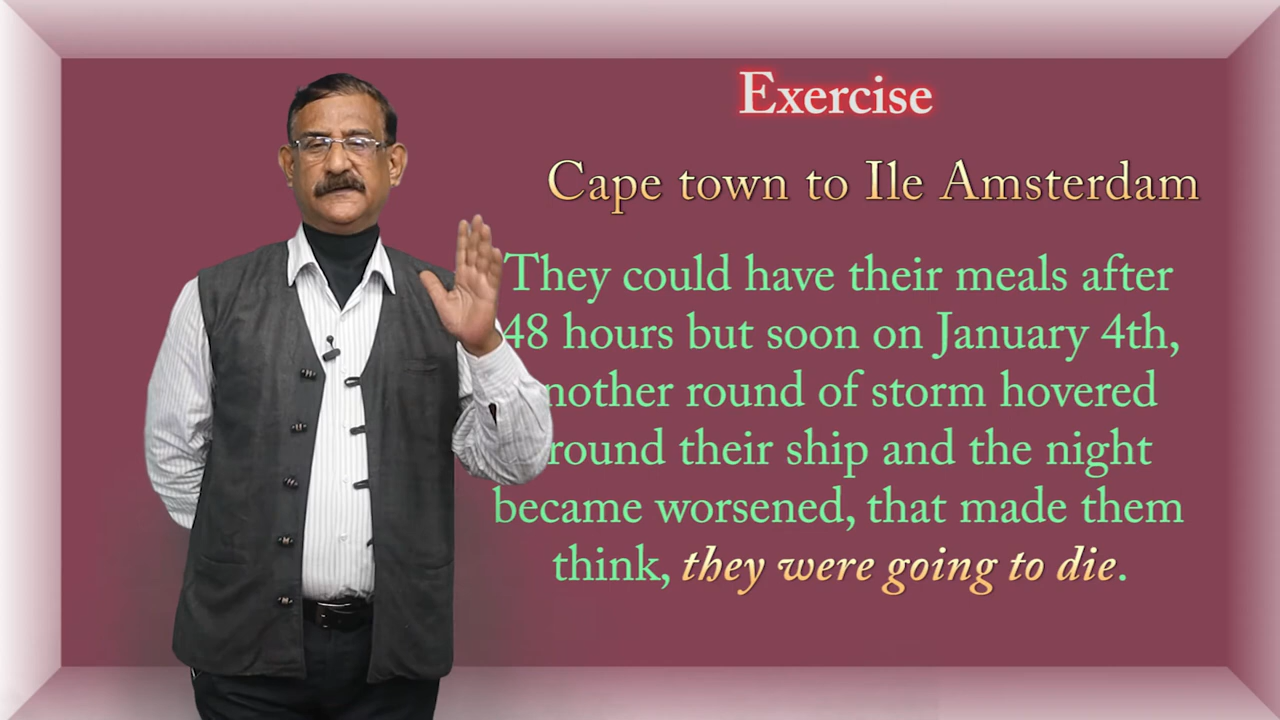 Exercise
Cape town to Ile Amsterdam
They could have their meals after
48 hours but soon on January 4th,
nother round of storm hovered
round their ship and the night
became worsened, that made them
think, they were going to die.